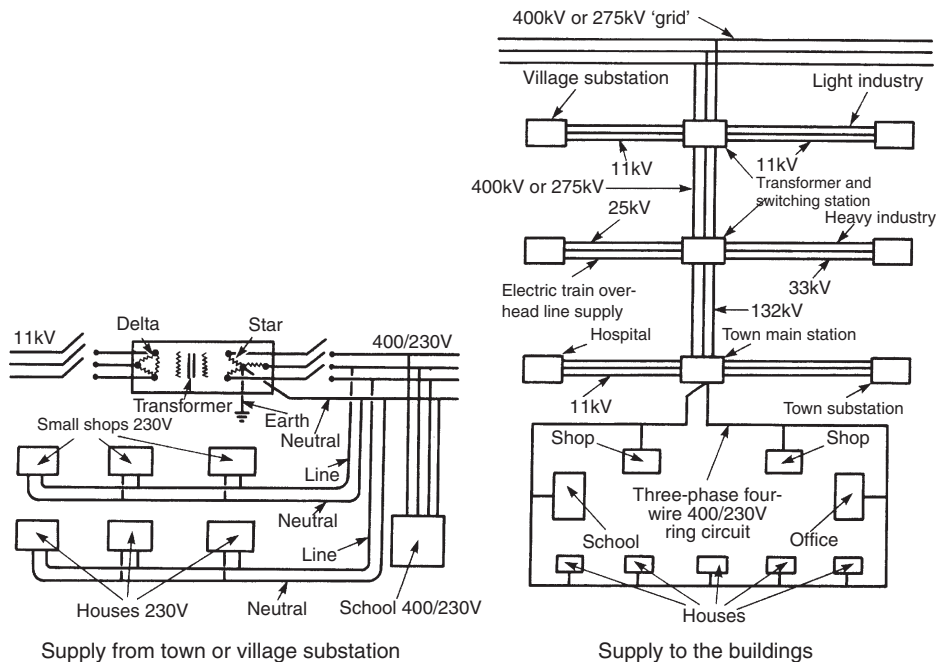 11kV
Delta
Star
400/230V
Transformer
Earth
Neutral
Small shops 230V
Line
Neutral
Line
Houses 230V
Neutral
School 400/230V
Supply from town or village substation
400kV or 275kV ‘grid’
Village substation
Light industry
11kV
11kV
400kV or 275kV
Transformer and
switching station
25kV
Heavy industry
Electric train over-
head line supply
33kV
132kV
Hospital
Town main station
11kV
Town substation
Shop
Shop
Three-phase four-
wire 400/230V
ring circuit
School
Office
Houses
Supply to the buildings